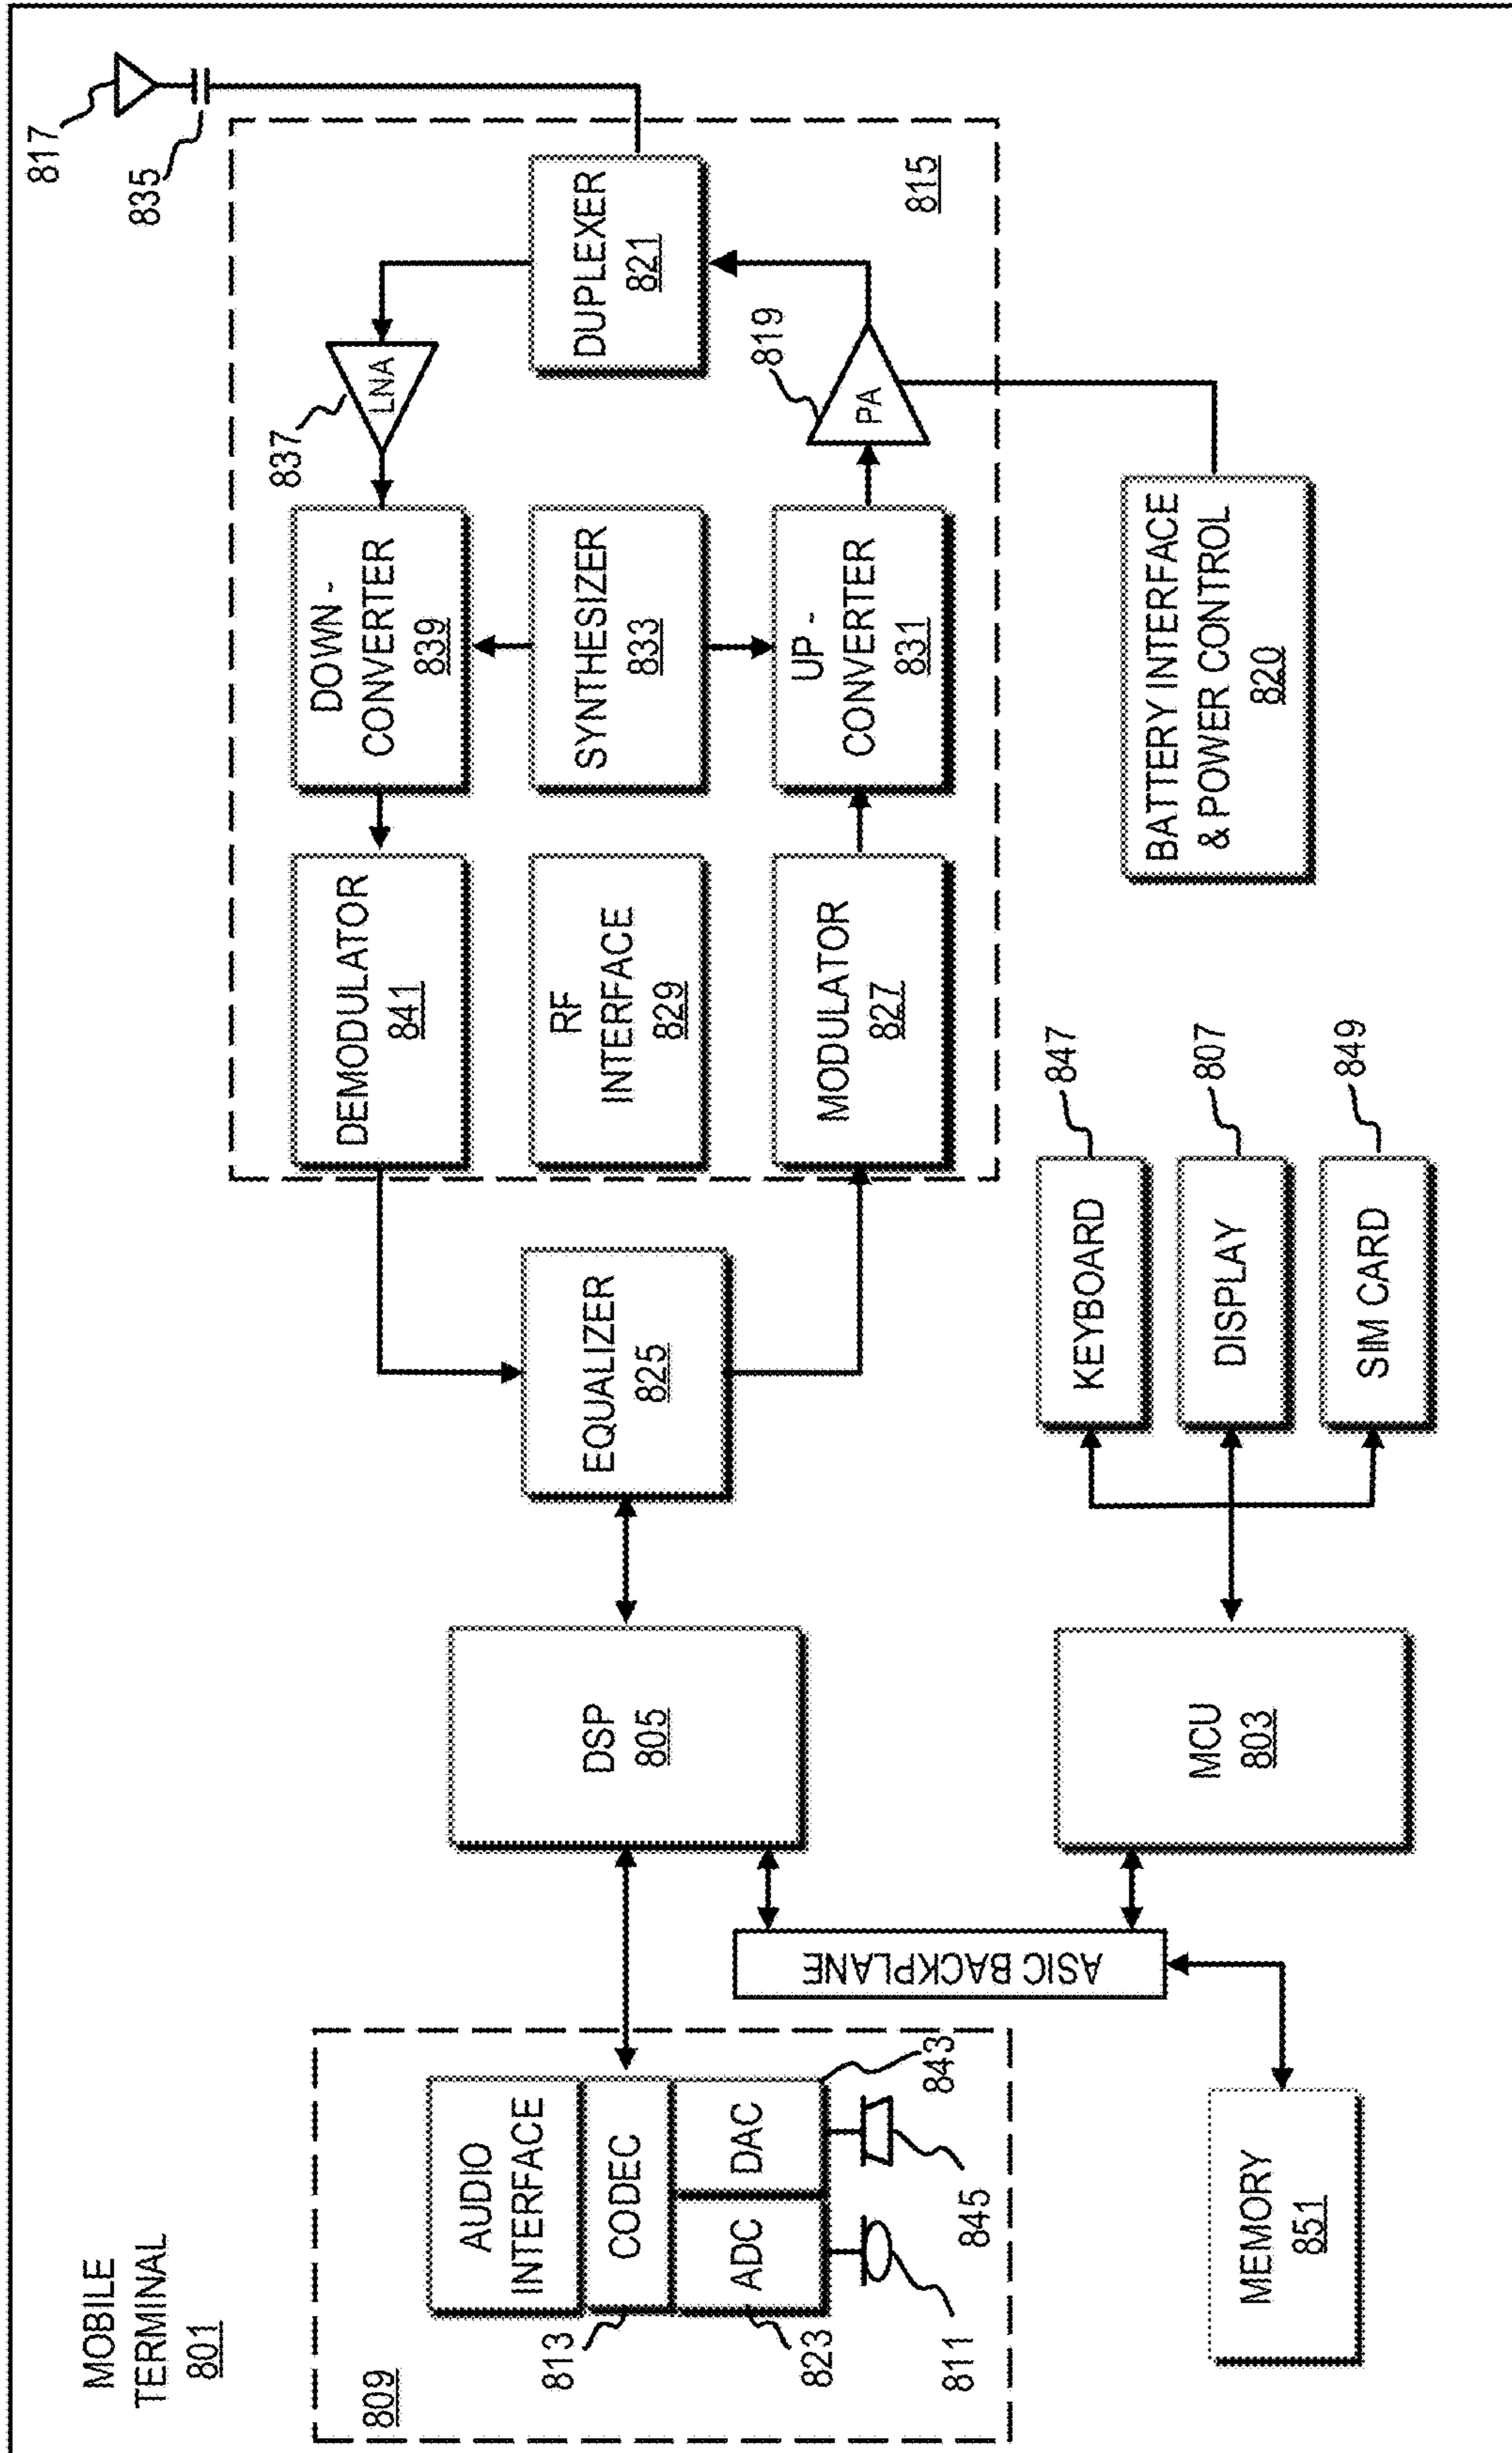 MOBILE
TERMINAL
801
809
AUDIO
INTERFACE
CODEC
ADC
DAC
813
823
811
845
843
ASIC BACKPLANE
MEMORY
851
DSP
805
MCU
803
EQUALIZER
825
KEYBOARD
847
DISPLAY
807
SIM CARD
849
DEMODULATOR
841
RF
INTERFACE
829
MODULATOR
827
DOWN -
CONVERTER
839
SYNTHESIZER
833
UP -
CONVERTER
831
LNA
837
PA
819
DUPLEXER
821
815
817
835
BATTERY INTERFACE
& POWER CONTROL
820